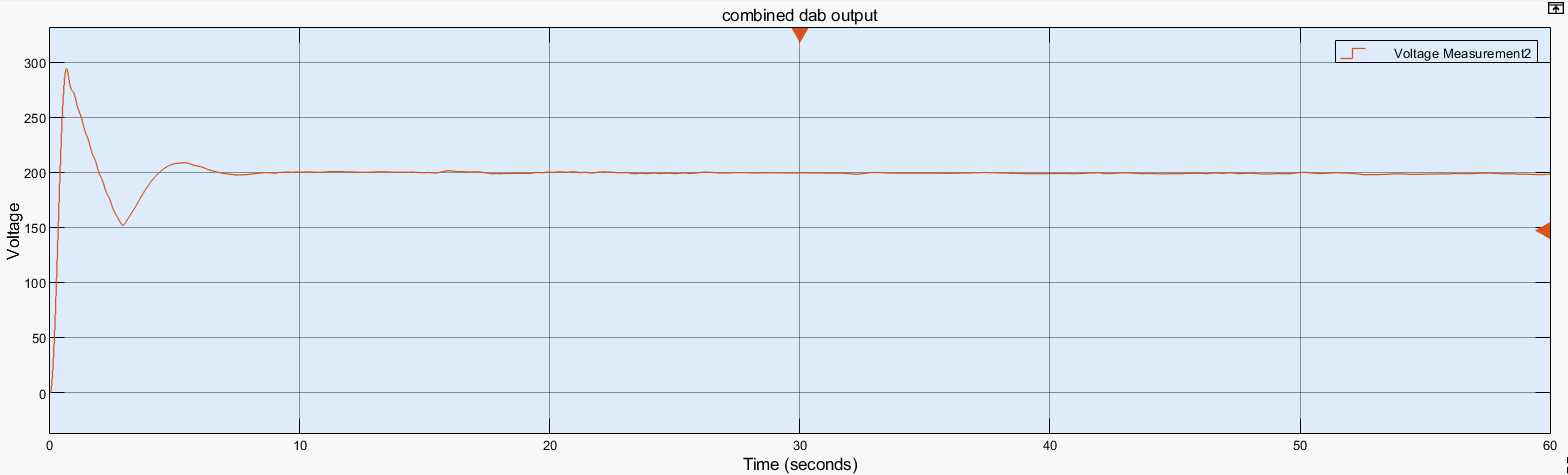 combined dab output
Voltage Measurement2
300
250
200
150
100
50
0
Voltage
0 10 20 30 40 50 60
Time (seconds)